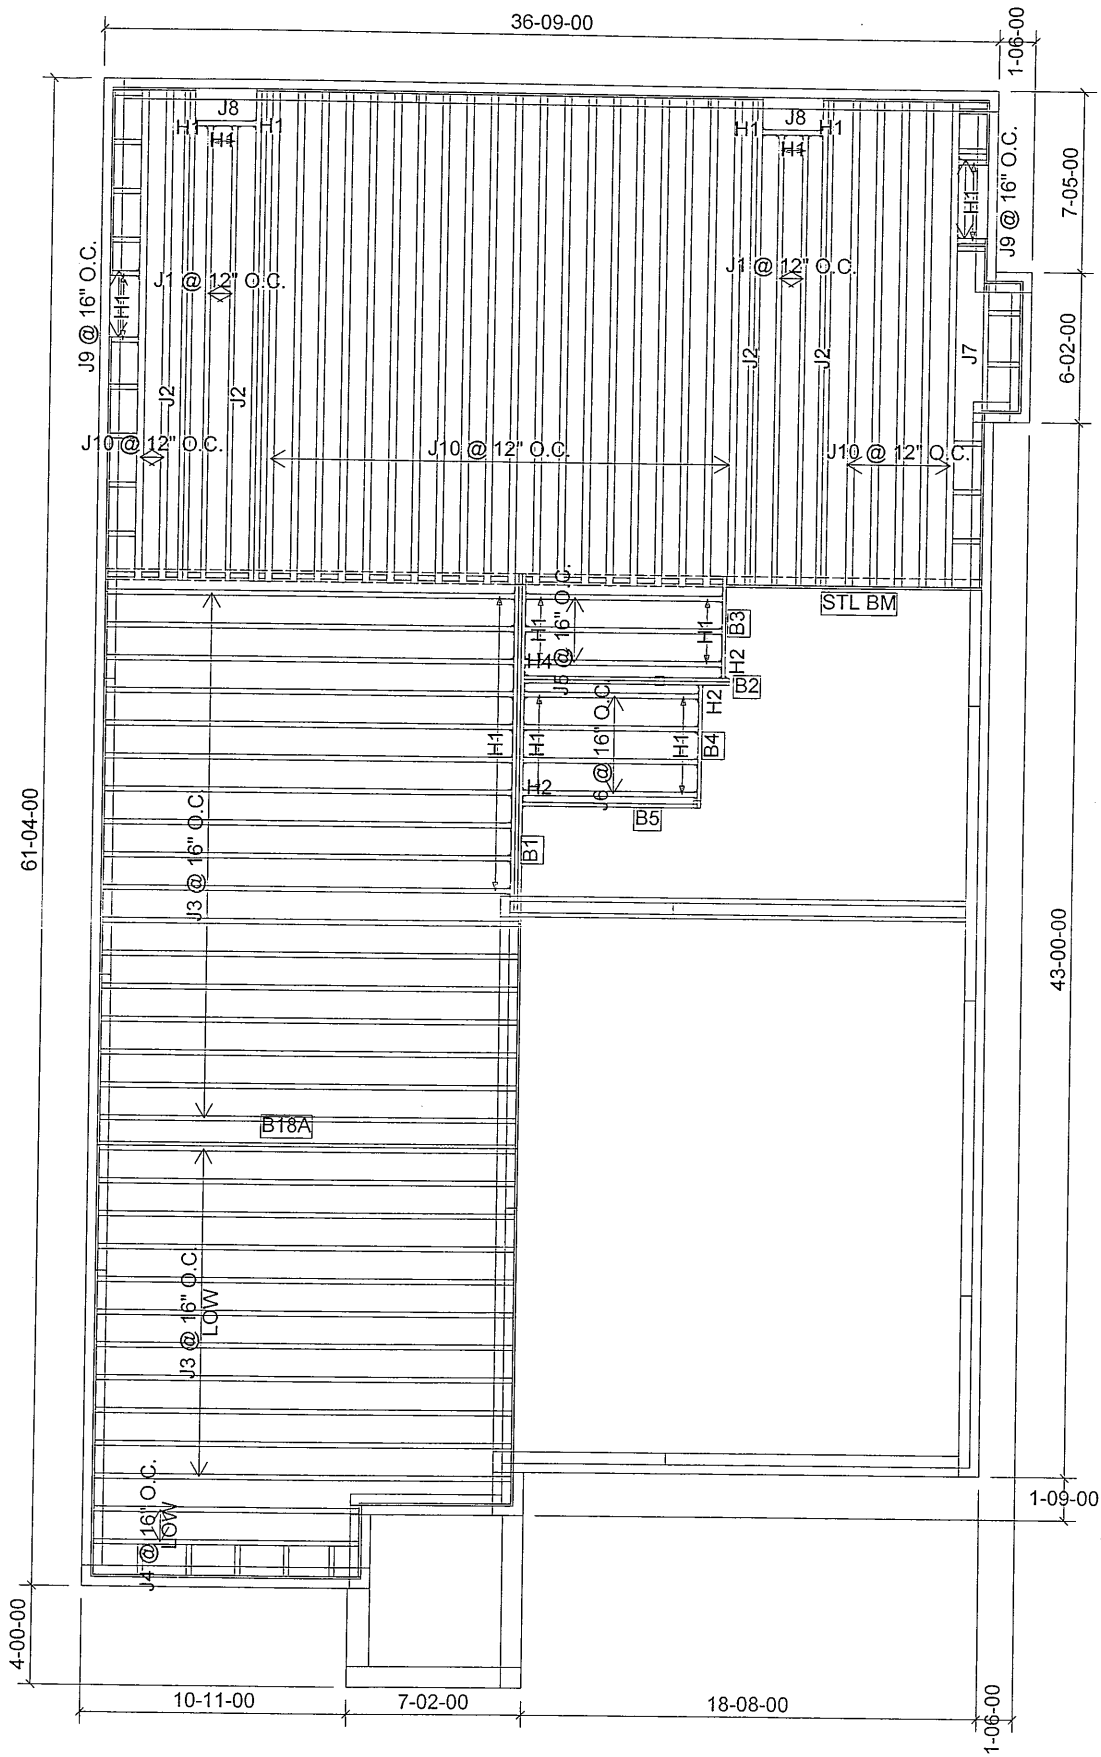 36-09-00
1-06-00
J8
J8
H1
H1
H1
H1
H1
H1
J9 @ 16" O.C.
7-05-00
H1
J1 @ 12" O.C.
J1 @ 12" O.C.
J9 @ 16" O.C.
H1
J2
J2
J2
J2
J7
6-02-00
J10 @ 12" O.C.
J10 @ 12" O.C.
J10 @ 12" O.C.
STL BM
H1
J5 @ 16" O.C.
H1
B3
H4
H2
B2
H2
H1
H1
J6 @ 16" O.C.
H1
B4
H2
B5
B1
J3 @ 16" O.C.
61-04-00
43-00-00
B18A
J3 @ 16" O.C.
LOW
J4 @ 16" O.C.
LOW
1-09-00
4-00-00
10-11-00
7-02-00
18-08-00
1-06-00